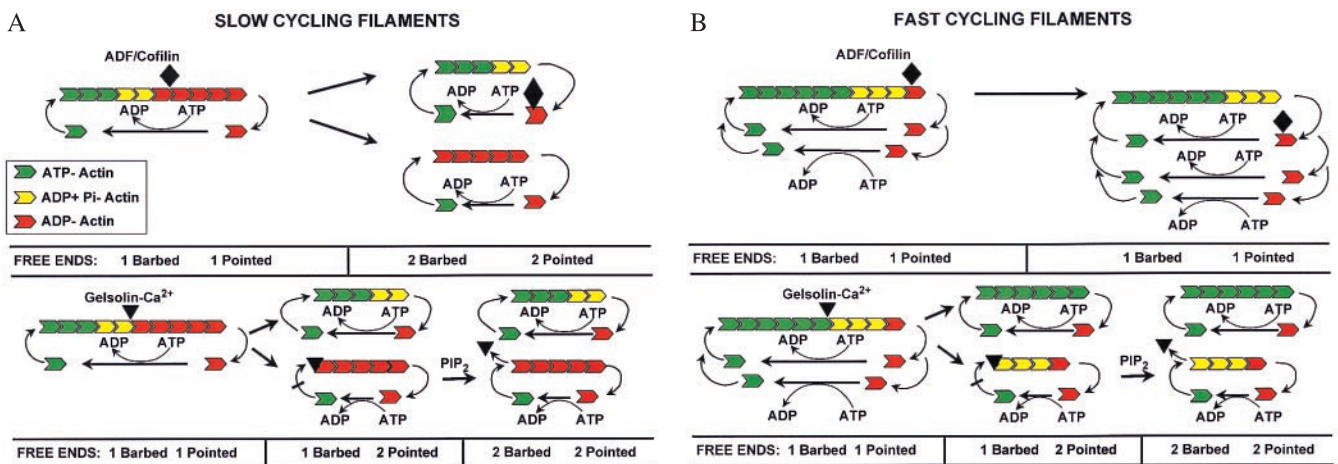 A
SLOW CYCLING FILAMENTS
ADF/Cofilin
ADP ATP
ADP ATP
ADP ATP
ATP- Actin
ADP+ Pi- Actin
ADP- Actin
FREE ENDS: 1 Barbed 1 Pointed 2 Barbed 2 Pointed
Gelsolin-Ca²⁺
ADP ATP
ADP ATP
ADP ATP
PIP₂
ADP ATP
ADP ATP
FREE ENDS: 1 Barbed 1 Pointed 1 Barbed 2 Pointed 2 Barbed 2 Pointed
B
FAST CYCLING FILAMENTS
ADF/Cofilin
ADP ATP
ADP ATP
ADP ATP
ADP ATP
ADP ATP
FREE ENDS: 1 Barbed 1 Pointed 1 Barbed 1 Pointed
Gelsolin-Ca²⁺
ADP ATP
ADP ATP
ADP ATP
ADP ATP
PIP₂
ADP ATP
ADP ATP
FREE ENDS: 1 Barbed 1 Pointed 1 Barbed 2 Pointed 2 Barbed 2 Pointed